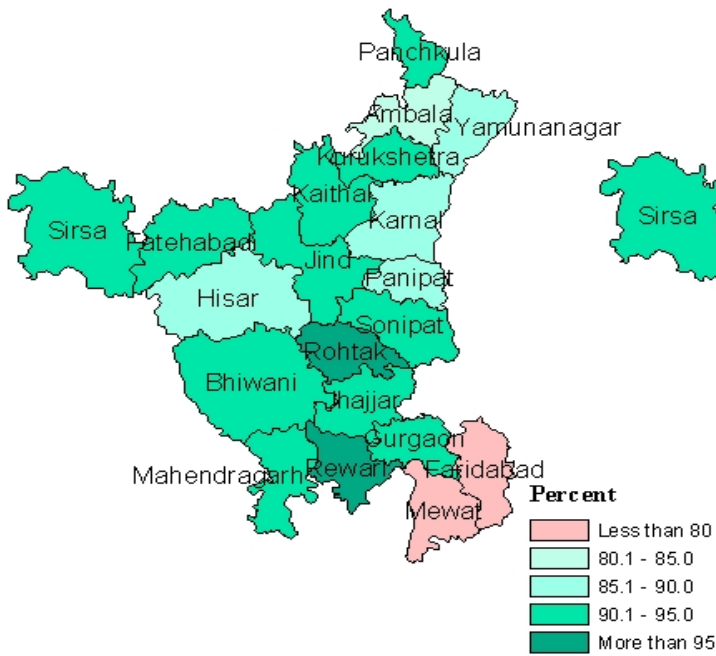 Panchkula
Ambala
Yamunanagar
Kurukshetra
Kaithal
Karnal
Sirsa
Sirsa
Fatehabad
Jind
Panipat
Hisar
Sonipat
Rohtak
Bhiwani
Jhajjar
Gurgaon
Mahendragarh
Rewari
Faridabad
Mewat
Percent
Less than 80
80.1 - 85.0
85.1 - 90.0
90.1 - 95.0
More than 95